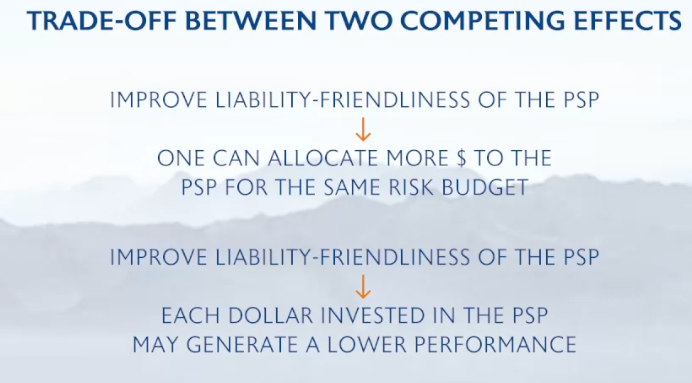 TRADE-OFF BETWEEN TWO COMPETING EFFECTS
IMPROVE LIABILITY-FRIENDLINESS OF THE PSP
↓
ONE CAN ALLOCATE MORE $ TO THE
PSP FOR THE SAME RISK BUDGET
IMPROVE LIABILITY-FRIENDLINESS OF THE PSP
↓
EACH DOLLAR INVESTED IN THE PSP
MAY GENERATE A LOWER PERFORMANCE